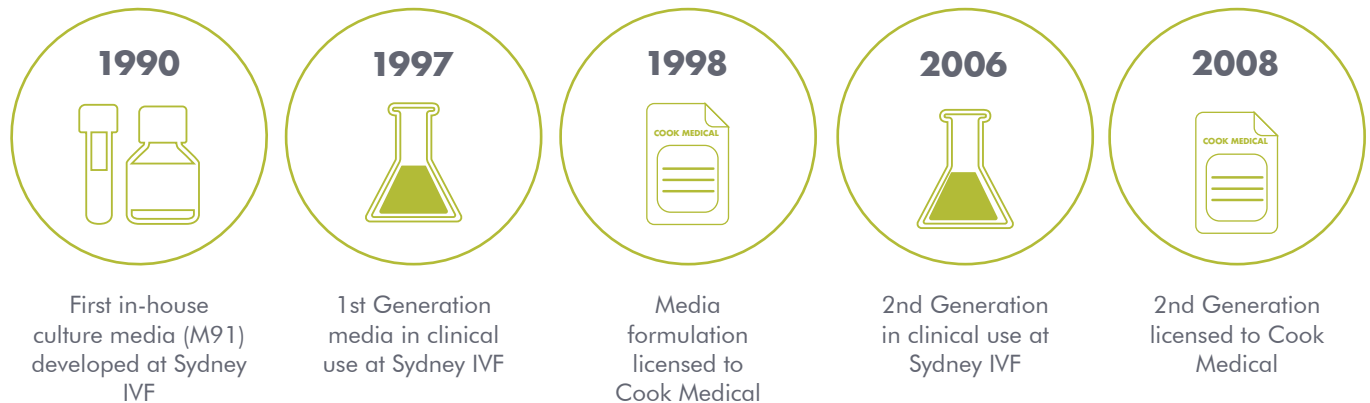 1990
1997
1998
2006
2008
COOK MEDICAL
COOK MEDICAL
First in-house
culture media (M91)
developed at Sydney
IVF
1st Generation
media in clinical
use at Sydney IVF
Media
formulation
licensed to
Cook Medical
2nd Generation
in clinical use at
Sydney IVF
2nd Generation
licensed to Cook
Medical